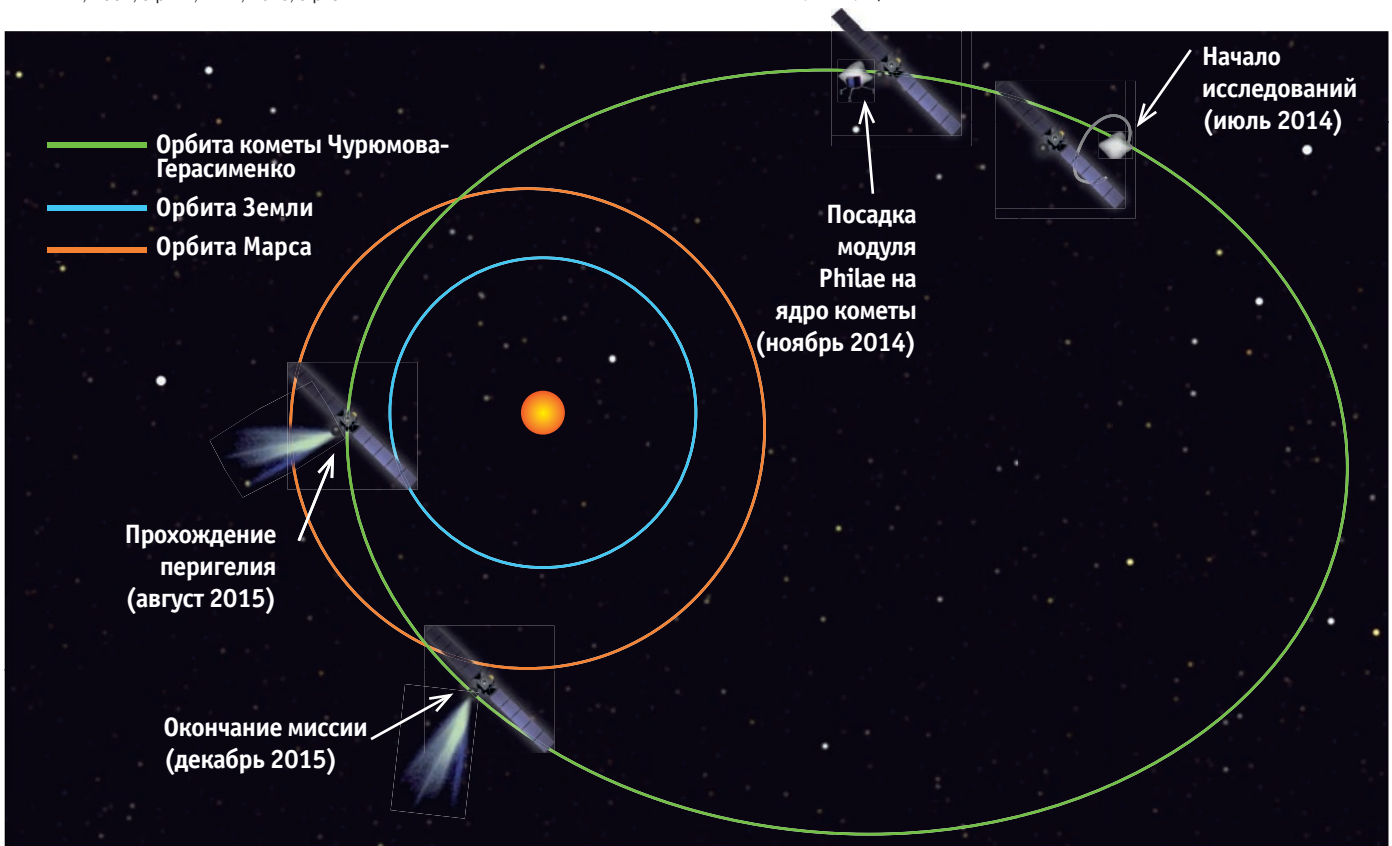 Начало
исследований
(июль 2014)
Орбита кометы Чурюмова-
Герасименко
Орбита Земли
Орбита Марса
Посадка
модуля
Philae на
ядро кометы
(ноябрь 2014)
Прохождение
перигелия
(август 2015)
Окончание миссии
(декабрь 2015)